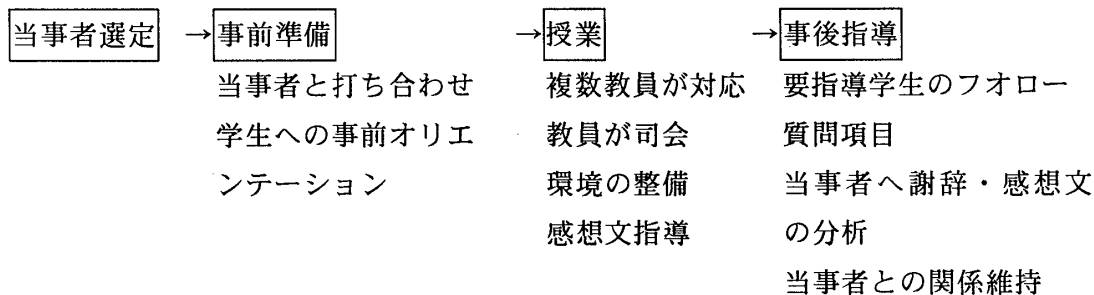 当事者選定 →事前準備 →授業 →事後指導
当事者と打ち合わせ 複数教員が対応 要指導学生のフオロー
学生への事前オリエ 教員が司会 質問項目
ンテーション 環境の整備 当事者へ謝辞・感想文
感想文指導 の分析
当事者との関係維持